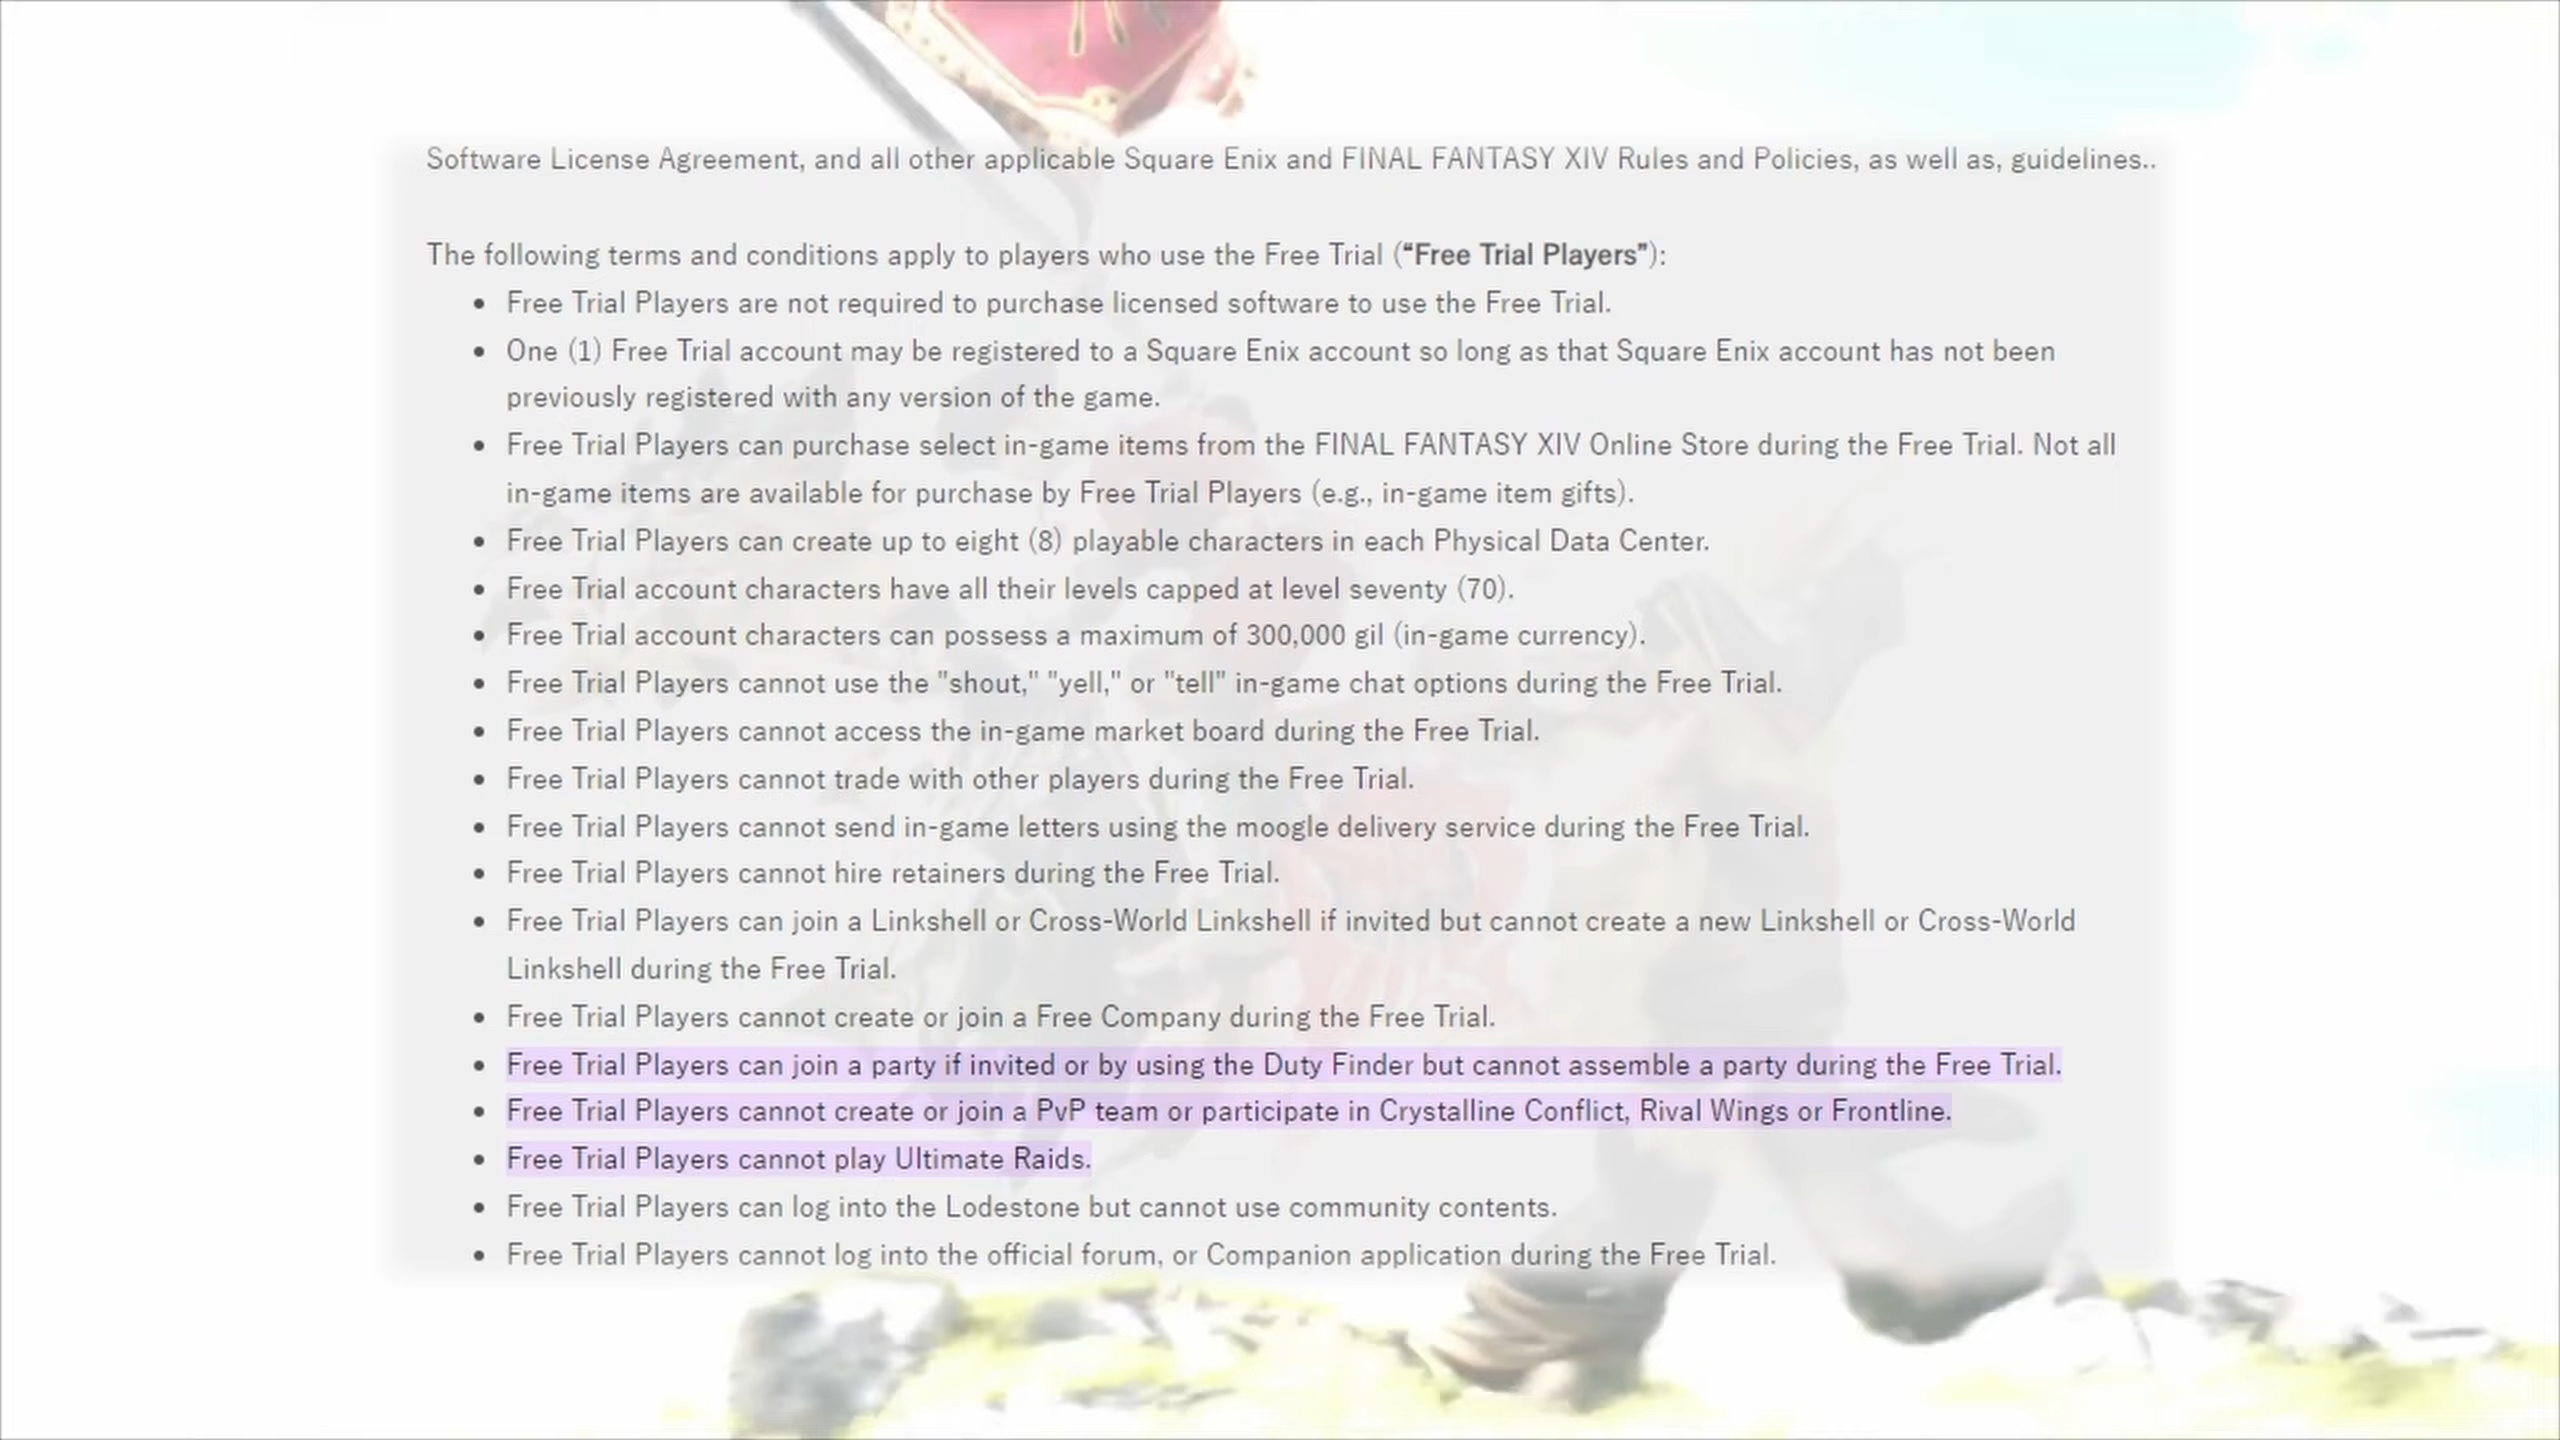 Software License Agreement, and all other applicable Square Enix and FINAL FANTASY XIV Rules and Policies, as well as, guidelines..
The following terms and conditions apply to players who use the Free Trial (“Free Trial Players”):
• Free Trial Players are not required to purchase licensed software to use the Free Trial.
• One (1) Free Trial account may be registered to a Square Enix account so long as that Square Enix account has not been
previously registered with any version of the game.
• Free Trial Players can purchase select in-game items from the FINAL FANTASY XIV Online Store during the Free Trial. Not all
in-game items are available for purchase by Free Trial Players (e.g., in-game item gifts).
• Free Trial Players can create up to eight (8) playable characters in each Physical Data Center.
• Free Trial account characters have all their levels capped at level seventy (70).
• Free Trial account characters can possess a maximum of 300,000 gil (in-game currency).
• Free Trial Players cannot use the "shout," "yell," or "tell" in-game chat options during the Free Trial.
• Free Trial Players cannot access the in-game market board during the Free Trial.
• Free Trial Players cannot trade with other players during the Free Trial.
• Free Trial Players cannot send in-game letters using the moogle delivery service during the Free Trial.
• Free Trial Players cannot hire retainers during the Free Trial.
• Free Trial Players can join a Linkshell or Cross-World Linkshell if invited but cannot create a new Linkshell or Cross-World
Linkshell during the Free Trial.
• Free Trial Players cannot create or join a Free Company during the Free Trial.
• Free Trial Players can join a party if invited or by using the Duty Finder but cannot assemble a party during the Free Trial.
• Free Trial Players cannot create or join a PvP team or participate in Crystalline Conflict, Rival Wings or Frontline.
• Free Trial Players cannot play Ultimate Raids.
• Free Trial Players can log into the Lodestone but cannot use community contents.
• Free Trial Players cannot log into the official forum, or Companion application during the Free Trial.